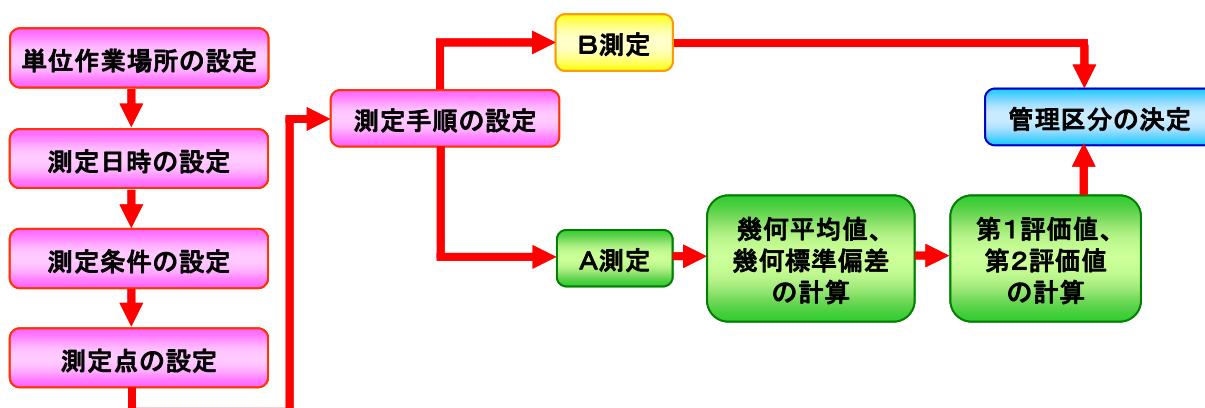 単位作業場所の設定
測定日時の設定
測定条件の設定
測定点の設定
測定手順の設定
B測定
A測定
幾何平均値、
幾何標準偏差
の計算
第1評価値、
第2評価値
の計算
管理区分の決定